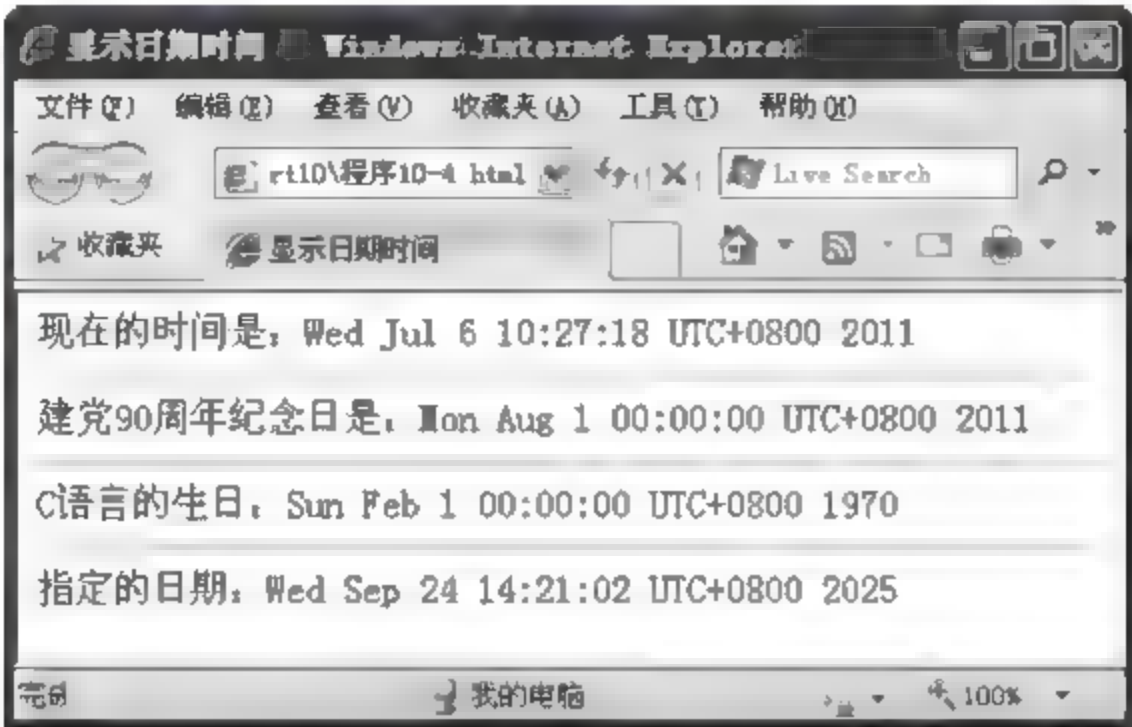 显示日期时间 Windows Internet Explorer
文件(F) 编辑(E) 查看(V) 收藏夹(A) 工具(T) 帮助(H)
rt10\程序10-4 html Live Search
收藏夹 显示日期时间
现在的时间是：Wed Jul 6 10:27:18 UTC+0800 2011
建党90周年纪念日是：Mon Aug 1 00:00:00 UTC+0800 2011
C语言的生日：Sun Feb 1 00:00:00 UTC+0800 1970
指定的日期：Wed Sep 24 14:21:02 UTC+0800 2025
我的电脑 100%